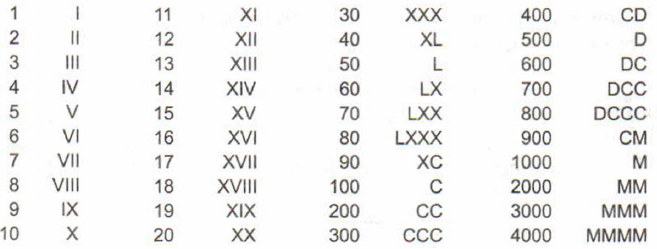 1 I 11 XI 30 XXX 400 CD
2 II 12 XII 40 XL 500 D
3 III 13 XIII 50 L 600 DC
4 IV 14 XIV 60 LX 700 DCC
5 V 15 XV 70 LXX 800 DCCC
6 VI 16 XVI 80 LXXX 900 CM
7 VII 17 XVII 90 XC 1000 M
8 VIII 18 XVIII 100 C 2000 MM
9 IX 19 XIX 200 CC 3000 MMM
10 X 20 XX 300 CCC 4000 MMMM